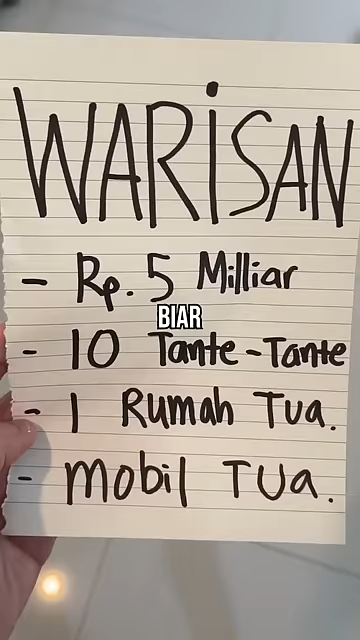 WARISAN
- Rp. 5 Milliar
BIAR
- 10 Tante-Tante
- 1 Rumah Tua.
- Mobil Tua.